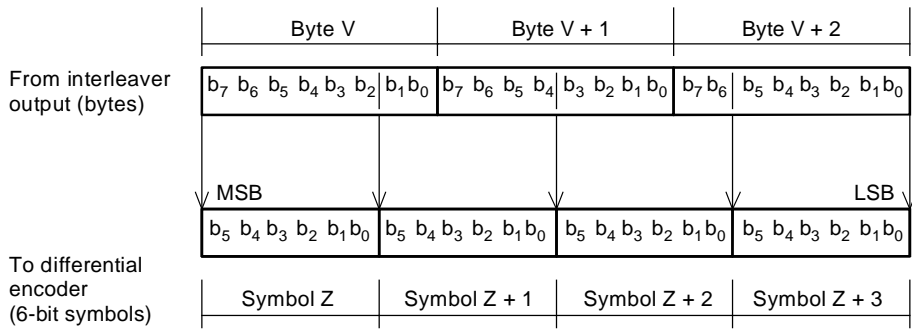 Byte V Byte V + 1 Byte V + 2
From interleaver
output (bytes)
b7 b6 b5 b4 b3 b2 b1 b0 b7 b6 b5 b4 b3 b2 b1 b0 b7 b6 b5 b4 b3 b2 b1 b0
MSB LSB
b5 b4 b3 b2 b1 b0 b5 b4 b3 b2 b1 b0 b5 b4 b3 b2 b1 b0 b5 b4 b3 b2 b1 b0
To differential
encoder
(6-bit symbols)
Symbol Z Symbol Z + 1 Symbol Z + 2 Symbol Z + 3